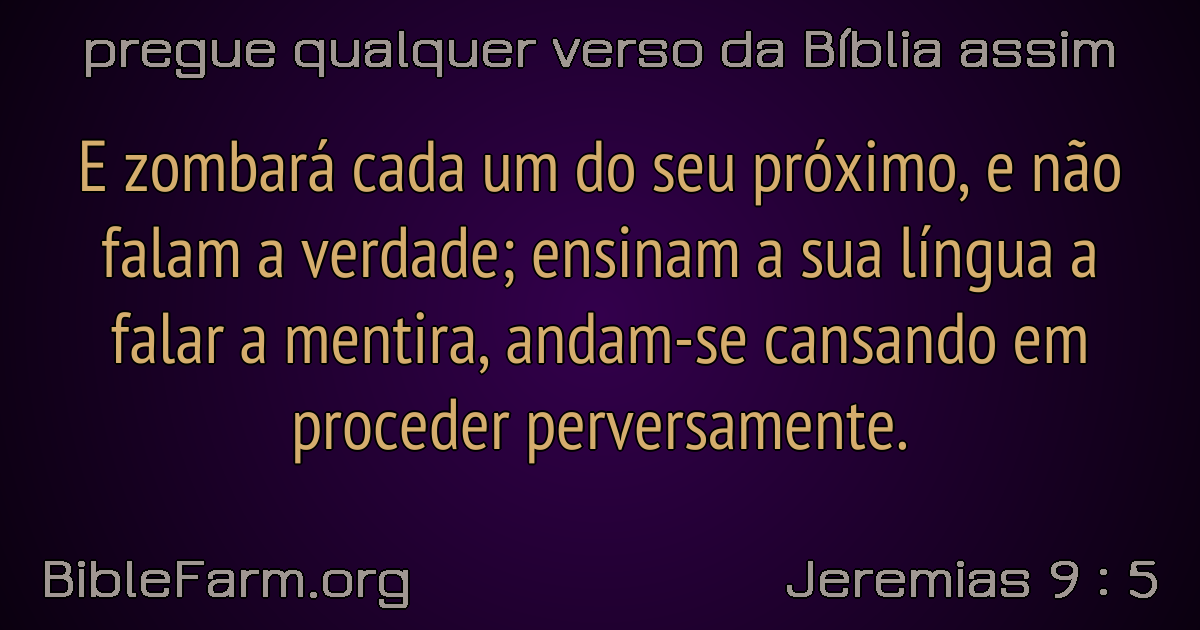 pregue qualquer verso da Bíblia assim
E zombará cada um do seu próximo, e não
falam a verdade; ensinam a sua língua a
falar a mentira, andam-se cansando em
proceder perversamente.
BibleFarm.org
Jeremias 9 : 5